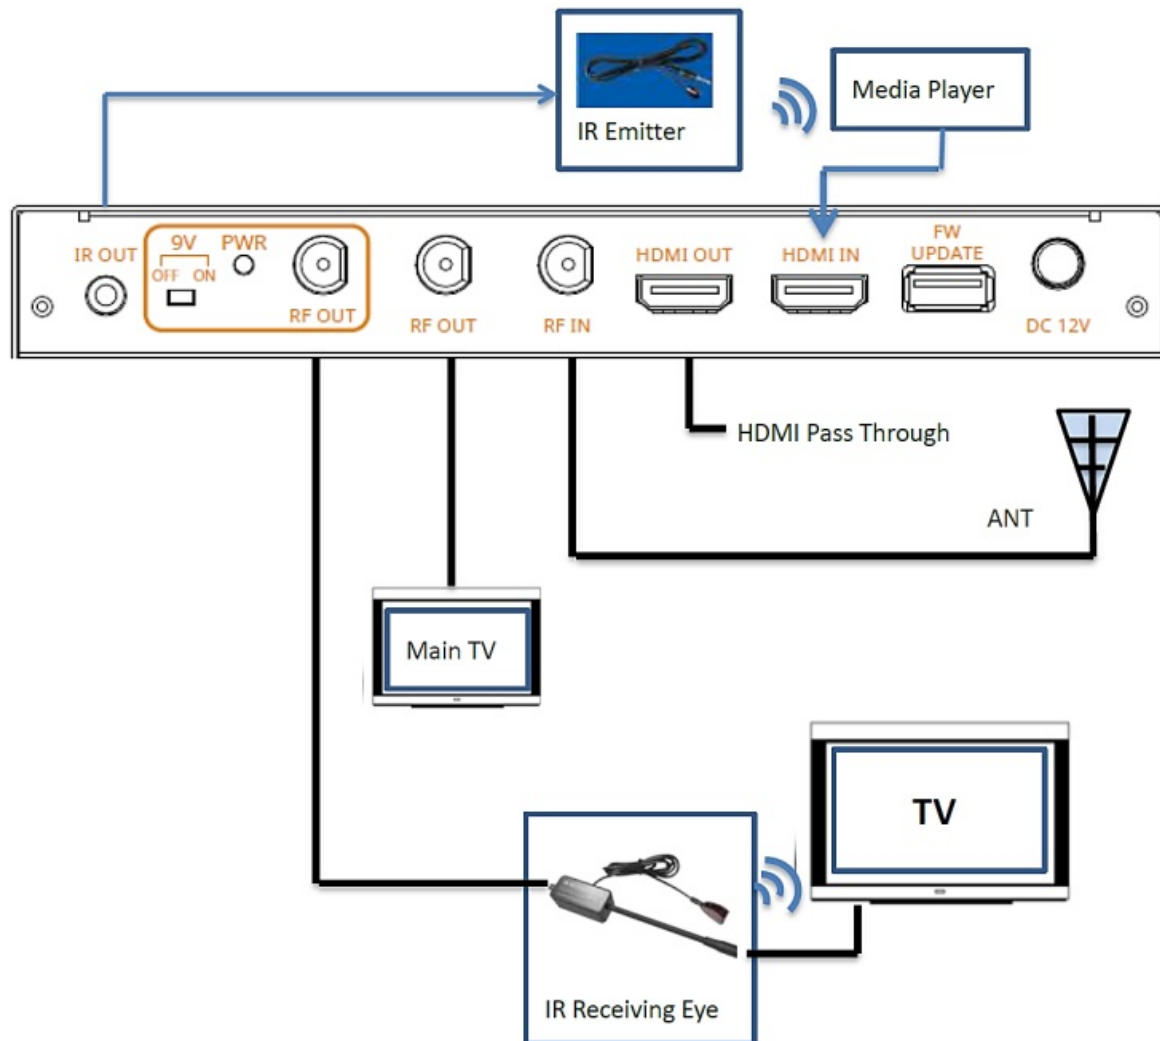 IR Emitter
Media Player
IR OUT
9V
PWR
OFF ON
RF OUT
RF OUT
RF IN
HDMI OUT
HDMI IN
FW
UPDATE
DC 12V
HDMI Pass Through
ANT
Main TV
TV
IR Receiving Eye